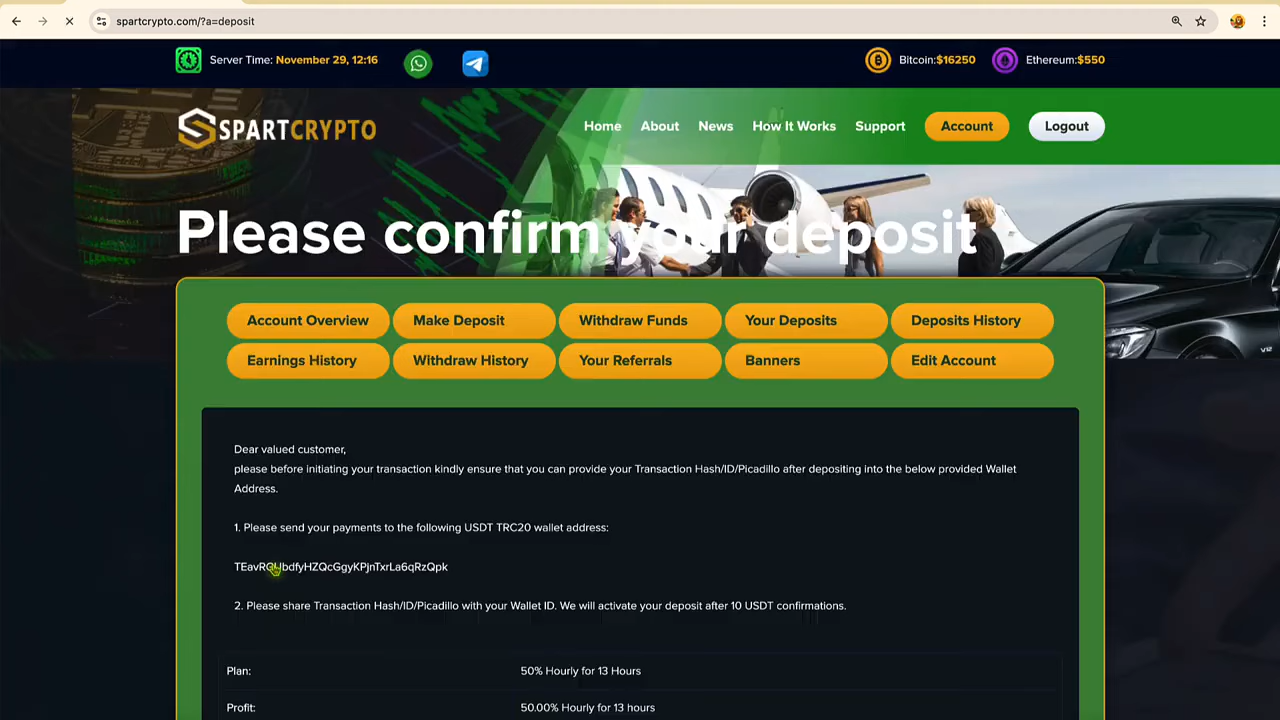 spartcrypto.com/?a=deposit
Server Time: November 29, 12:16
Bitcoin:$16250
Ethereum:$550
SPARTCRYPTO
Home
About
News
How It Works
Support
Account
Logout
Please confirm your deposit
Account Overview
Make Deposit
Withdraw Funds
Your Deposits
Deposits History
Earnings History
Withdraw History
Your Referrals
Banners
Edit Account
Dear valued customer,
please before initiating your transaction kindly ensure that you can provide your Transaction Hash/ID/Picadillo after depositing into the below provided Wallet
Address.
1. Please send your payments to the following USDT TRC20 wallet address:
2. Please share Transaction Hash/ID/Picadillo with your Wallet ID. We will activate your deposit after 10 USDT confirmations.
Plan:
50% Hourly for 13 Hours
Profit:
50.00% Hourly for 13 hours